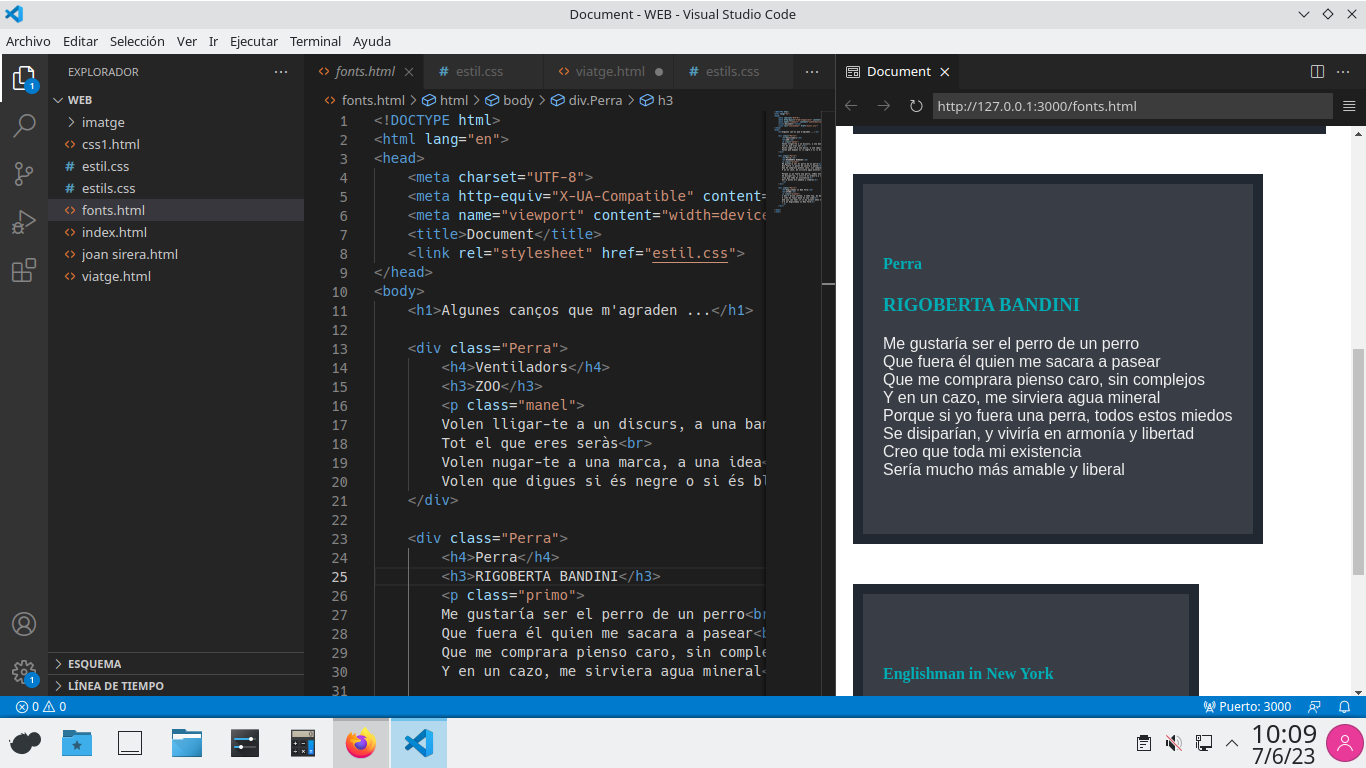 Document - WEB - Visual Studio Code
Archivo Editar Selección Ver Ir Ejecutar Terminal Ayuda
EXPLORADOR
WEB
imatge
css1.html
estil.css
estils.css
fonts.html
index.html
joan sirera.html
viatge.html
ESQUEMA
LÍNEA DE TIEMPO
1
1
fonts.html estil.css viatge.html estils.css
fonts.html > html > body > div.Perra > h3
1 <!DOCTYPE html>
2 <html lang="en">
3 <head>
4 <meta charset="UTF-8">
5 <meta http-equiv="X-UA-Compatible" content=
6 <meta name="viewport" content="width=device
7 <title>Document</title>
8 <link rel="stylesheet" href="estil.css">
9 </head>
10 <body>
11 <h1>Algunes canços que m'agraden ...</h1>
12
13 <div class="Perra">
14 <h4>Ventiladors</h4>
15 <h3>ZOO</h3>
16 <p class="manel">
17 Volen lligar-te a un discurs, a una ban
18 Tot el que eres seràs<br>
19 Volen nugar-te a una marca, a una idea<
20 Volen que digues si és negre o si és bl
21 </div>
22
23 <div class="Perra">
24 <h4>Perra</h4>
25 <h3>RIGOBERTA BANDINI</h3>
26 <p class="primo">
27 Me gustaría ser el perro de un perro<br
28 Que fuera él quien me sacara a pasear<b
29 Que me comprara pienso caro, sin comple
30 Y en un cazo, me sirviera agua mineral<
31
Document
http://127.0.0.1:3000/fonts.html
Perra
RIGOBERTA BANDINI
Me gustaría ser el perro de un perro
Que fuera él quien me sacara a pasear
Que me comprara pienso caro, sin complejos
Y en un cazo, me sirviera agua mineral
Porque si yo fuera una perra, todos estos miedos
Se disiparían, y viviría en armonía y libertad
Creo que toda mi existencia
Sería mucho más amable y liberal
Englishman in New York
0 0
Puerto: 3000
10:09
7/6/23